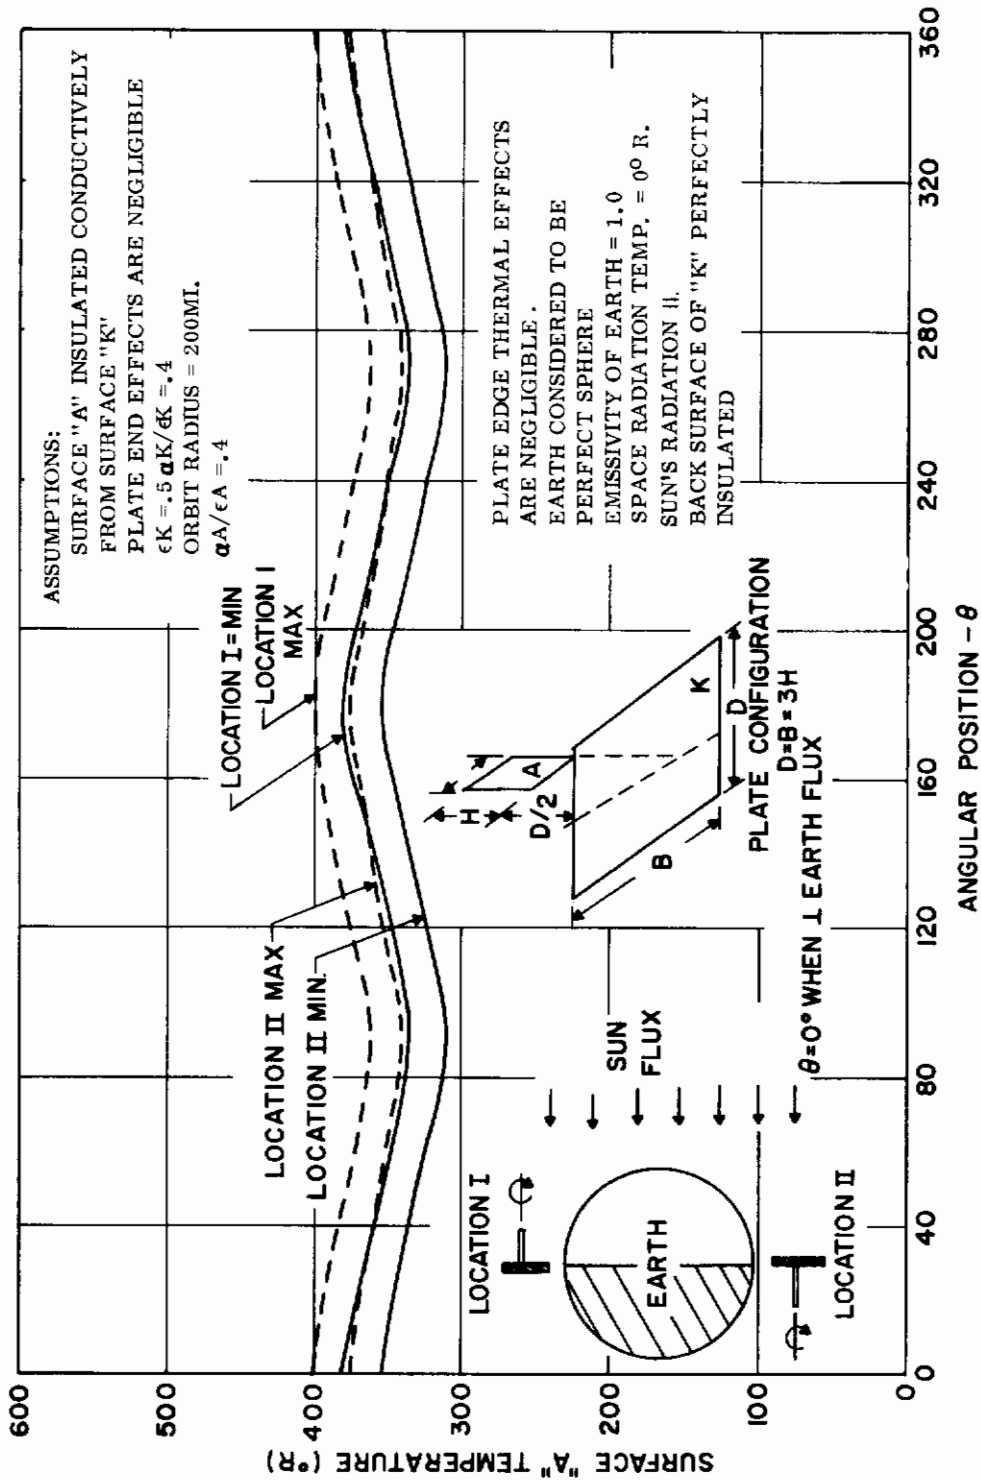 600
500
400
300
200
100
0
SURFACE "A" TEMPERATURE (°R)
0
40
80
120
160
200
240
280
320
360
ANGULAR POSITION - θ
ASSUMPTIONS:
SURFACE "A" INSULATED CONDUCTIVELY
FROM SURFACE "K"
PLATE END EFFECTS ARE NEGLIGIBLE
ϵK = .5 αK/ϵK = .4
ORBIT RADIUS = 200MI.
αA/ϵA = .4
LOCATION I = MIN
LOCATION I
MAX
LOCATION II MAX
LOCATION II MIN.
PLATE EDGE THERMAL EFFECTS
ARE NEGLIGIBLE .
EARTH CONSIDERED TO BE
PERFECT SPHERE
EMISSIVITY OF EARTH = 1.0
SPACE RADIATION TEMP. = 0° R.
SUN'S RADIATION ||.
BACK SURFACE OF "K" PERFECTLY
INSULATED
H
D/2
A
B
K
D
PLATE CONFIGURATION
D=B=3H
LOCATION I
SUN
FLUX
EARTH
LOCATION II
θ=0° WHEN ⊥ EARTH FLUX